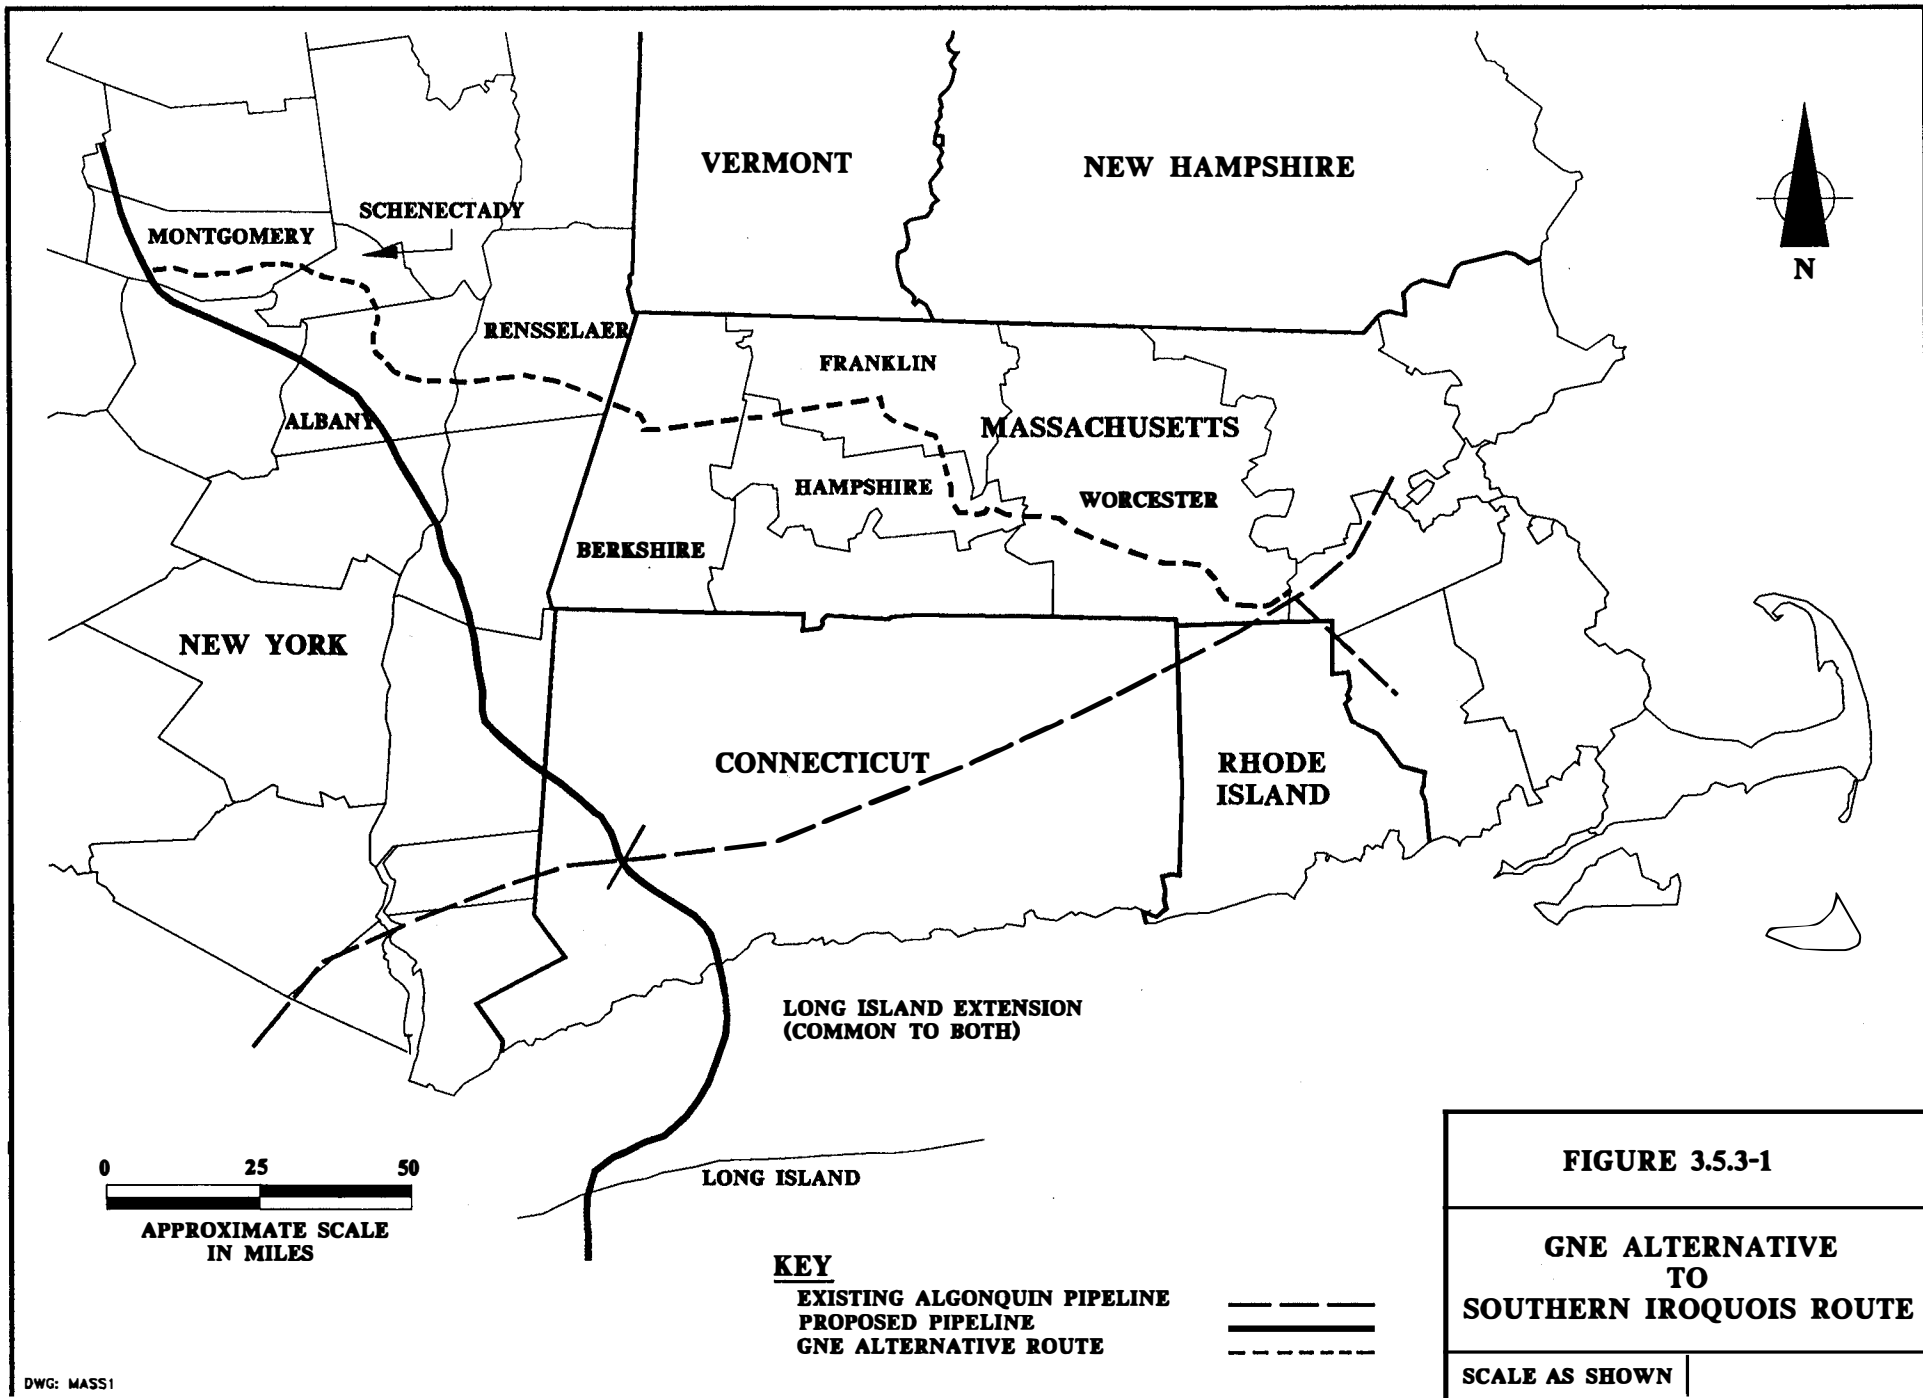 VERMONT
NEW HAMPSHIRE
SCHENECTADY
MONTGOMERY
N
RENSSELAER
FRANKLIN
ALBANY
MASSACHUSETTS
HAMPSHIRE
WORCESTER
BERKSHIRE
NEW YORK
CONNECTICUT
RHODE
ISLAND
LONG ISLAND EXTENSION
(COMMON TO BOTH)
LONG ISLAND
0 25 50
APPROXIMATE SCALE
IN MILES
KEY
EXISTING ALGONQUIN PIPELINE
PROPOSED PIPELINE
GNE ALTERNATIVE ROUTE
FIGURE 3.5.3-1
GNE ALTERNATIVE
TO
SOUTHERN IROQUOIS ROUTE
SCALE AS SHOWN
DWG: MASS1